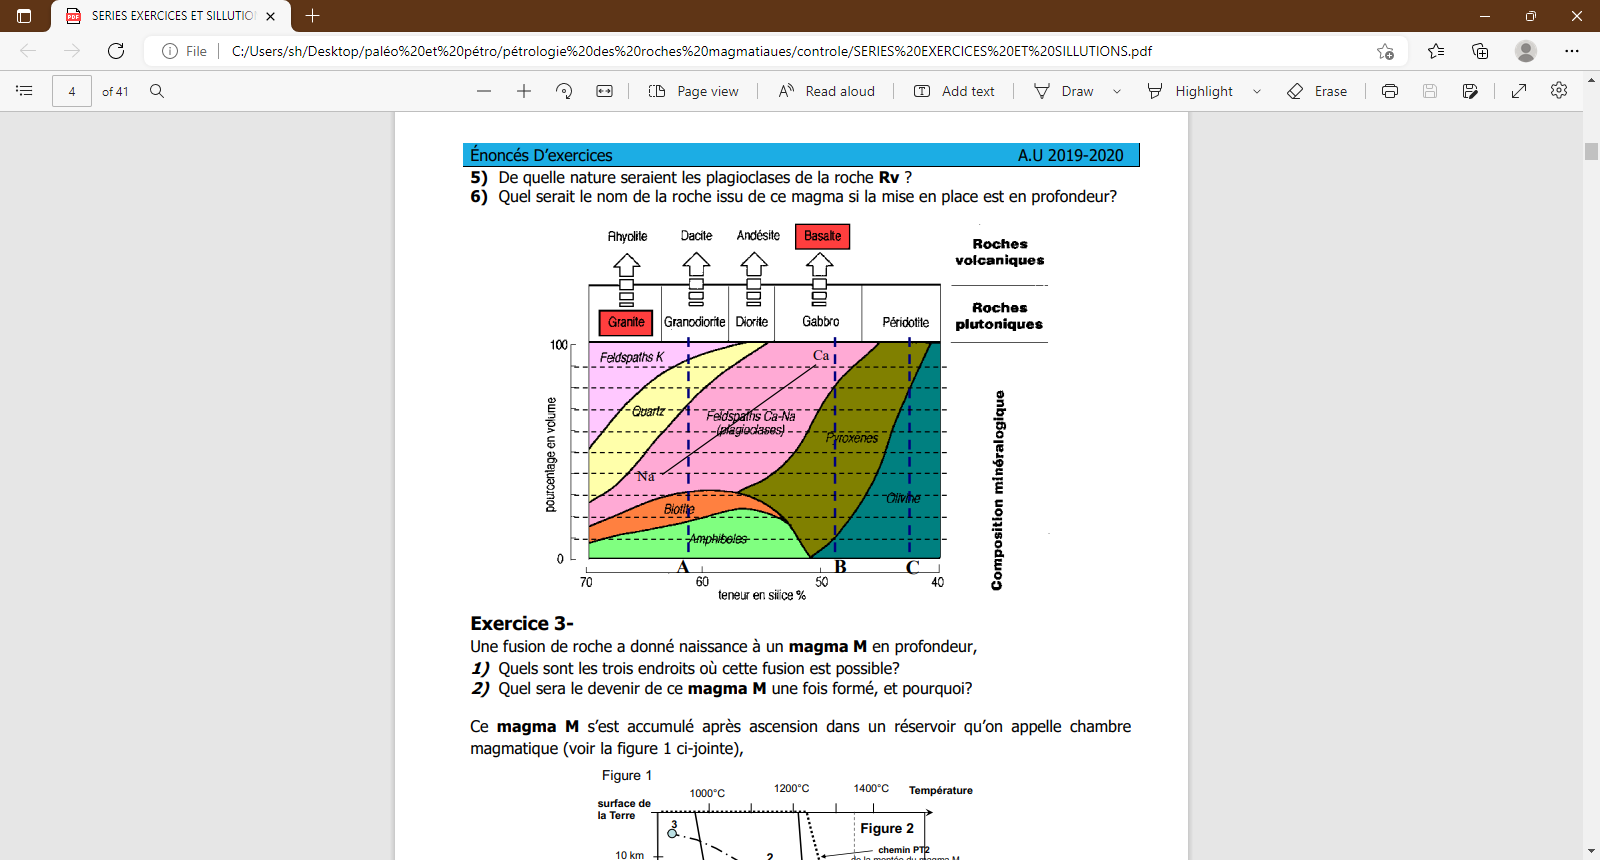 SERIES EXERCICES ET SILLUTIO
File
C:/Users/sh/Desktop/paléo%20et%20pétro/pétrologie%20des%20roches%20magmatiaues/controle/SERIES%20EXERCICES%20ET%20SILLUTIONS.pdf
4 of 41
Page view
Read aloud
Add text
Draw
Highlight
Erase
Énoncés D'exercices A.U 2019-2020
5) De quelle nature seraient les plagioclases de la roche Rv ?
6) Quel serait le nom de la roche issu de ce magma si la mise en place est en profondeur?
Rhyolite Dacite Andésite Basalte
Roches volcaniques
Granite Granodiorite Diorite Gabbro Péridotite
Roches plutoniques
100
Feldspaths K
Ca
Quartz
Feldspaths Ca-Na
(plagioclases)
Pyroxenes
Na
Olivine
Biotite
Amphiboles
0
pourcentage en volume
Composition minéralogique
A B C
70 60 50 40
teneur en silice %
Exercice 3-
Une fusion de roche a donné naissance à un magma M en profondeur,
1) Quels sont les trois endroits où cette fusion est possible?
2) Quel sera le devenir de ce magma M une fois formé, et pourquoi?
Ce magma M s'est accumulé après ascension dans un réservoir qu'on appelle chambre
magmatique (voir la figure 1 ci-jointe),
Figure 1
1000°C 1200°C 1400°C Température
surface de
la Terre
3
Figure 2
chemin PT2
10 km
2
de la montée du magma M